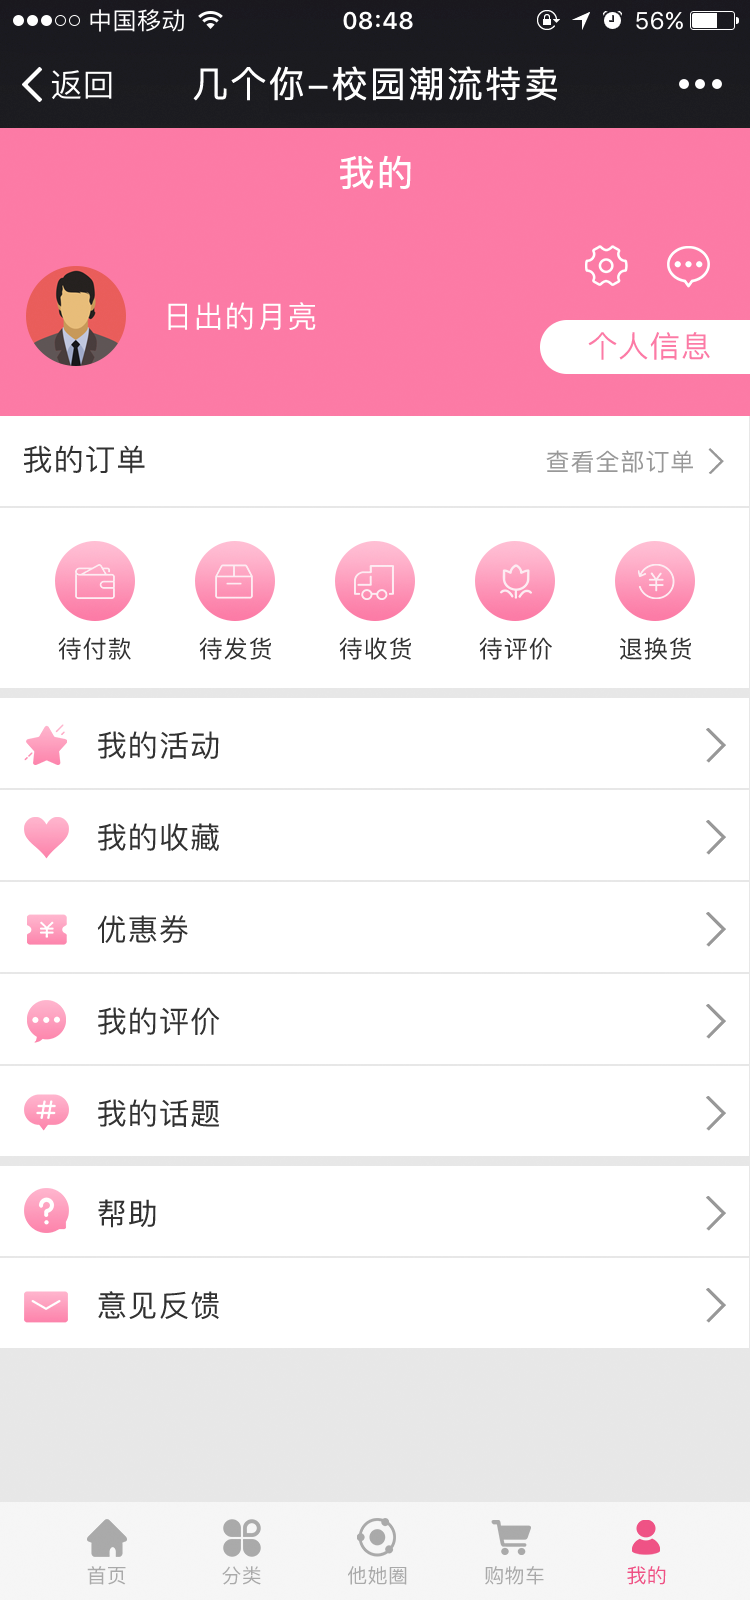 中国移动 08:48 56%
返回 几个你-校园潮流特卖
我的
日出的月亮
个人信息
我的订单 查看全部订单
待付款 待发货 待收货 待评价 退换货
我的活动
我的收藏
¥ 优惠券
我的评价
# 我的话题
? 帮助
意见反馈
首页 分类 他她圈 购物车 我的